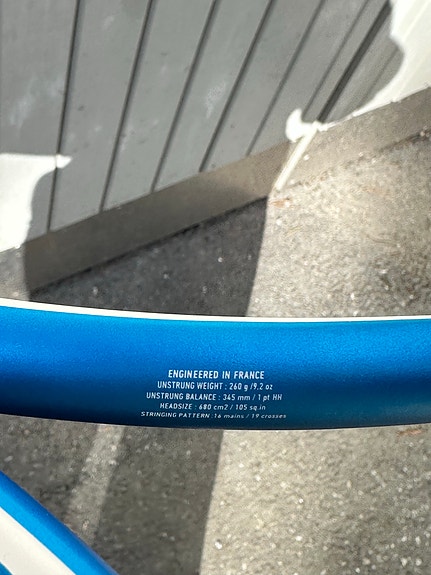 ENGINEERED IN FRANCE
UNSTRUNG WEIGHT : 260 g /9.2 oz
UNSTRUNG BALANCE : 345 mm / 1 pt HH
HEADSIZE : 680 cm2 / 105 sq.in
STRINGING PATTERN : 16 mains / 19 crosses